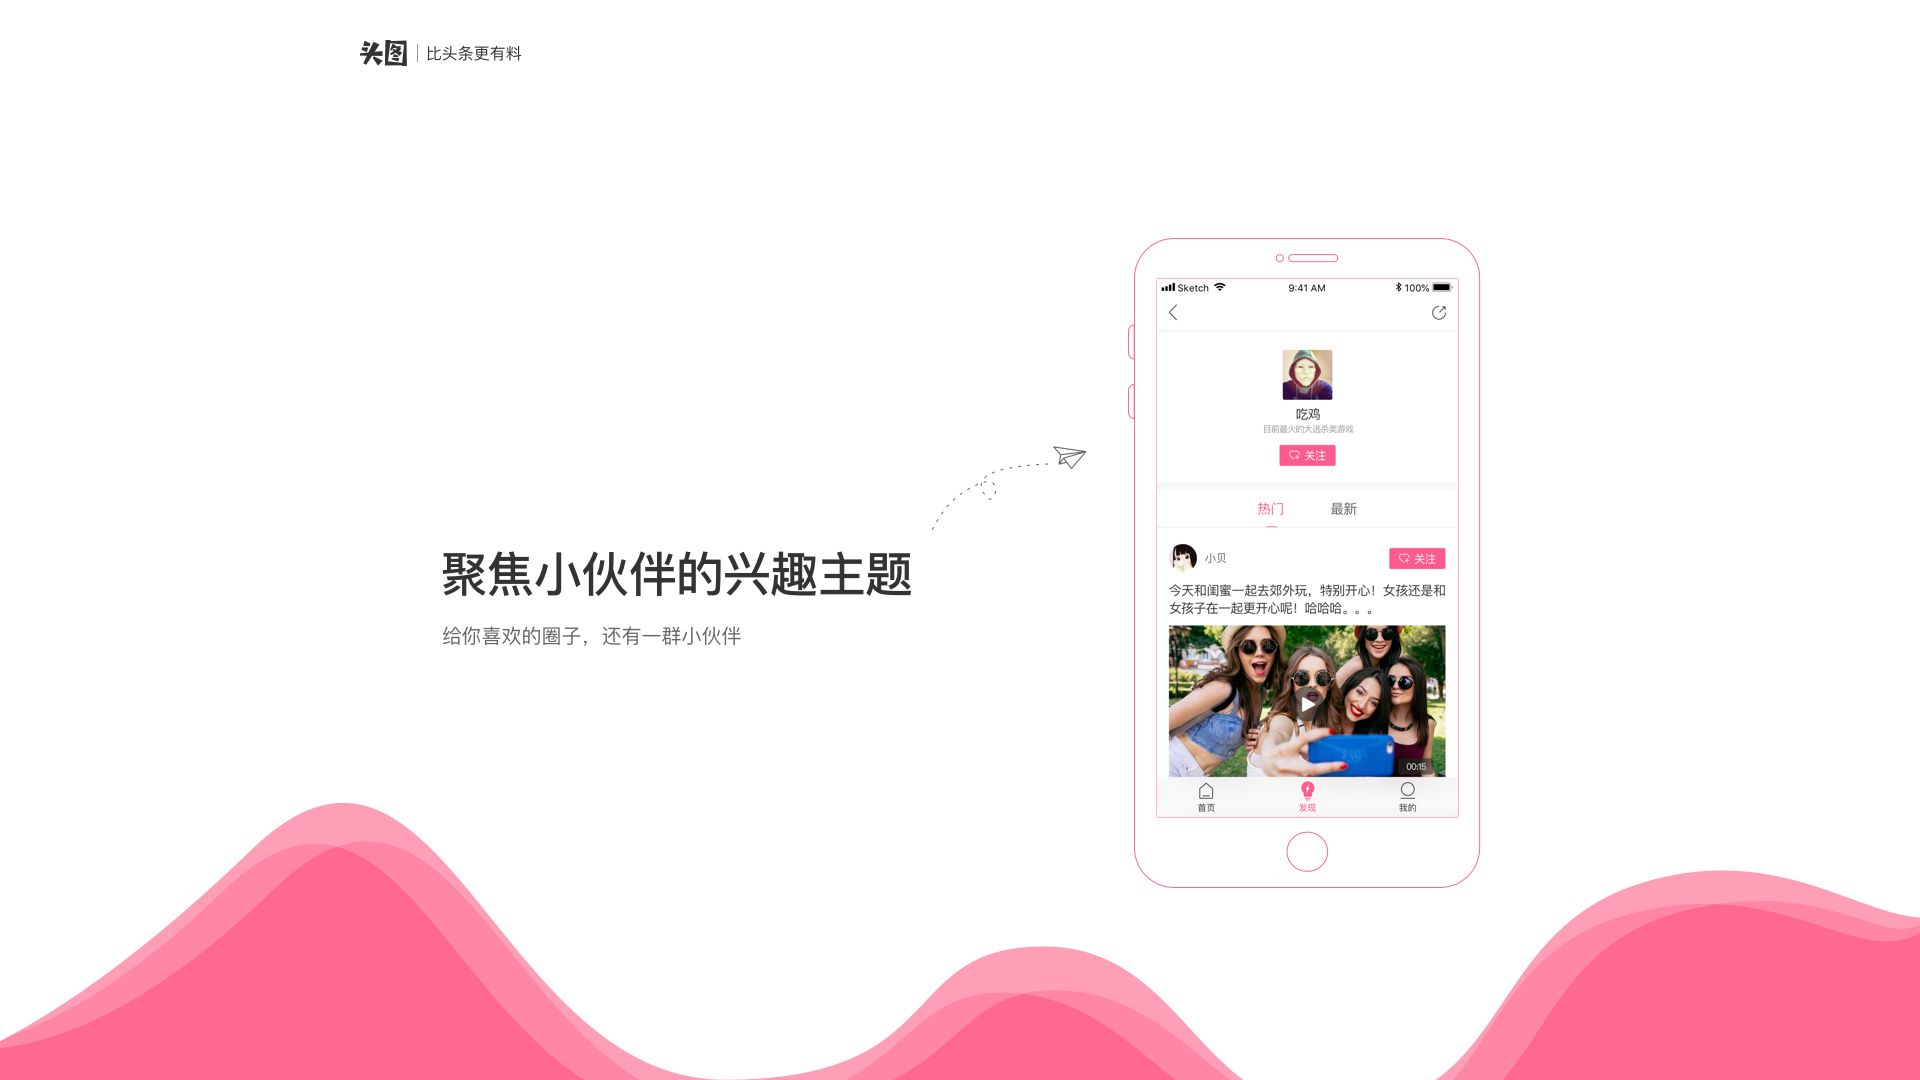 头图 比头条更有料
聚焦小伙伴的兴趣主题
给你喜欢的圈子，还有一群小伙伴
Sketch 9:41 AM 100%
吃鸡
目前最火的大逃杀类游戏
关注
热门 最新
小贝 关注
今天和闺蜜一起去郊外玩，特别开心！女孩还是和
女孩子在一起更开心呢！哈哈哈。。。
00:15
首页 发现 我的